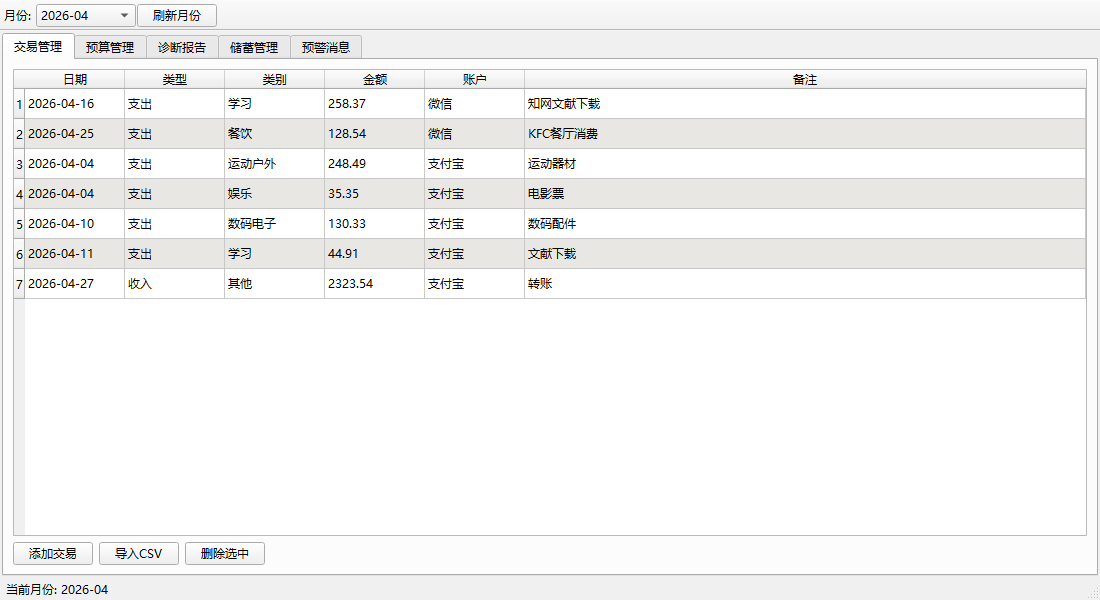 月份: 2026-04 刷新月份
交易管理 预算管理 诊断报告 储蓄管理 预警消息
日期 类型 类别 金额 账户 备注
1 2026-04-16 支出 学习 258.37 微信 知网文献下载
2 2026-04-25 支出 餐饮 128.54 微信 KFC餐厅消费
3 2026-04-04 支出 运动户外 248.49 支付宝 运动器材
4 2026-04-04 支出 娱乐 35.35 支付宝 电影票
5 2026-04-10 支出 数码电子 130.33 支付宝 数码配件
6 2026-04-11 支出 学习 44.91 支付宝 文献下载
7 2026-04-27 收入 其他 2323.54 支付宝 转账
添加交易 导入CSV 删除选中
当前月份: 2026-04